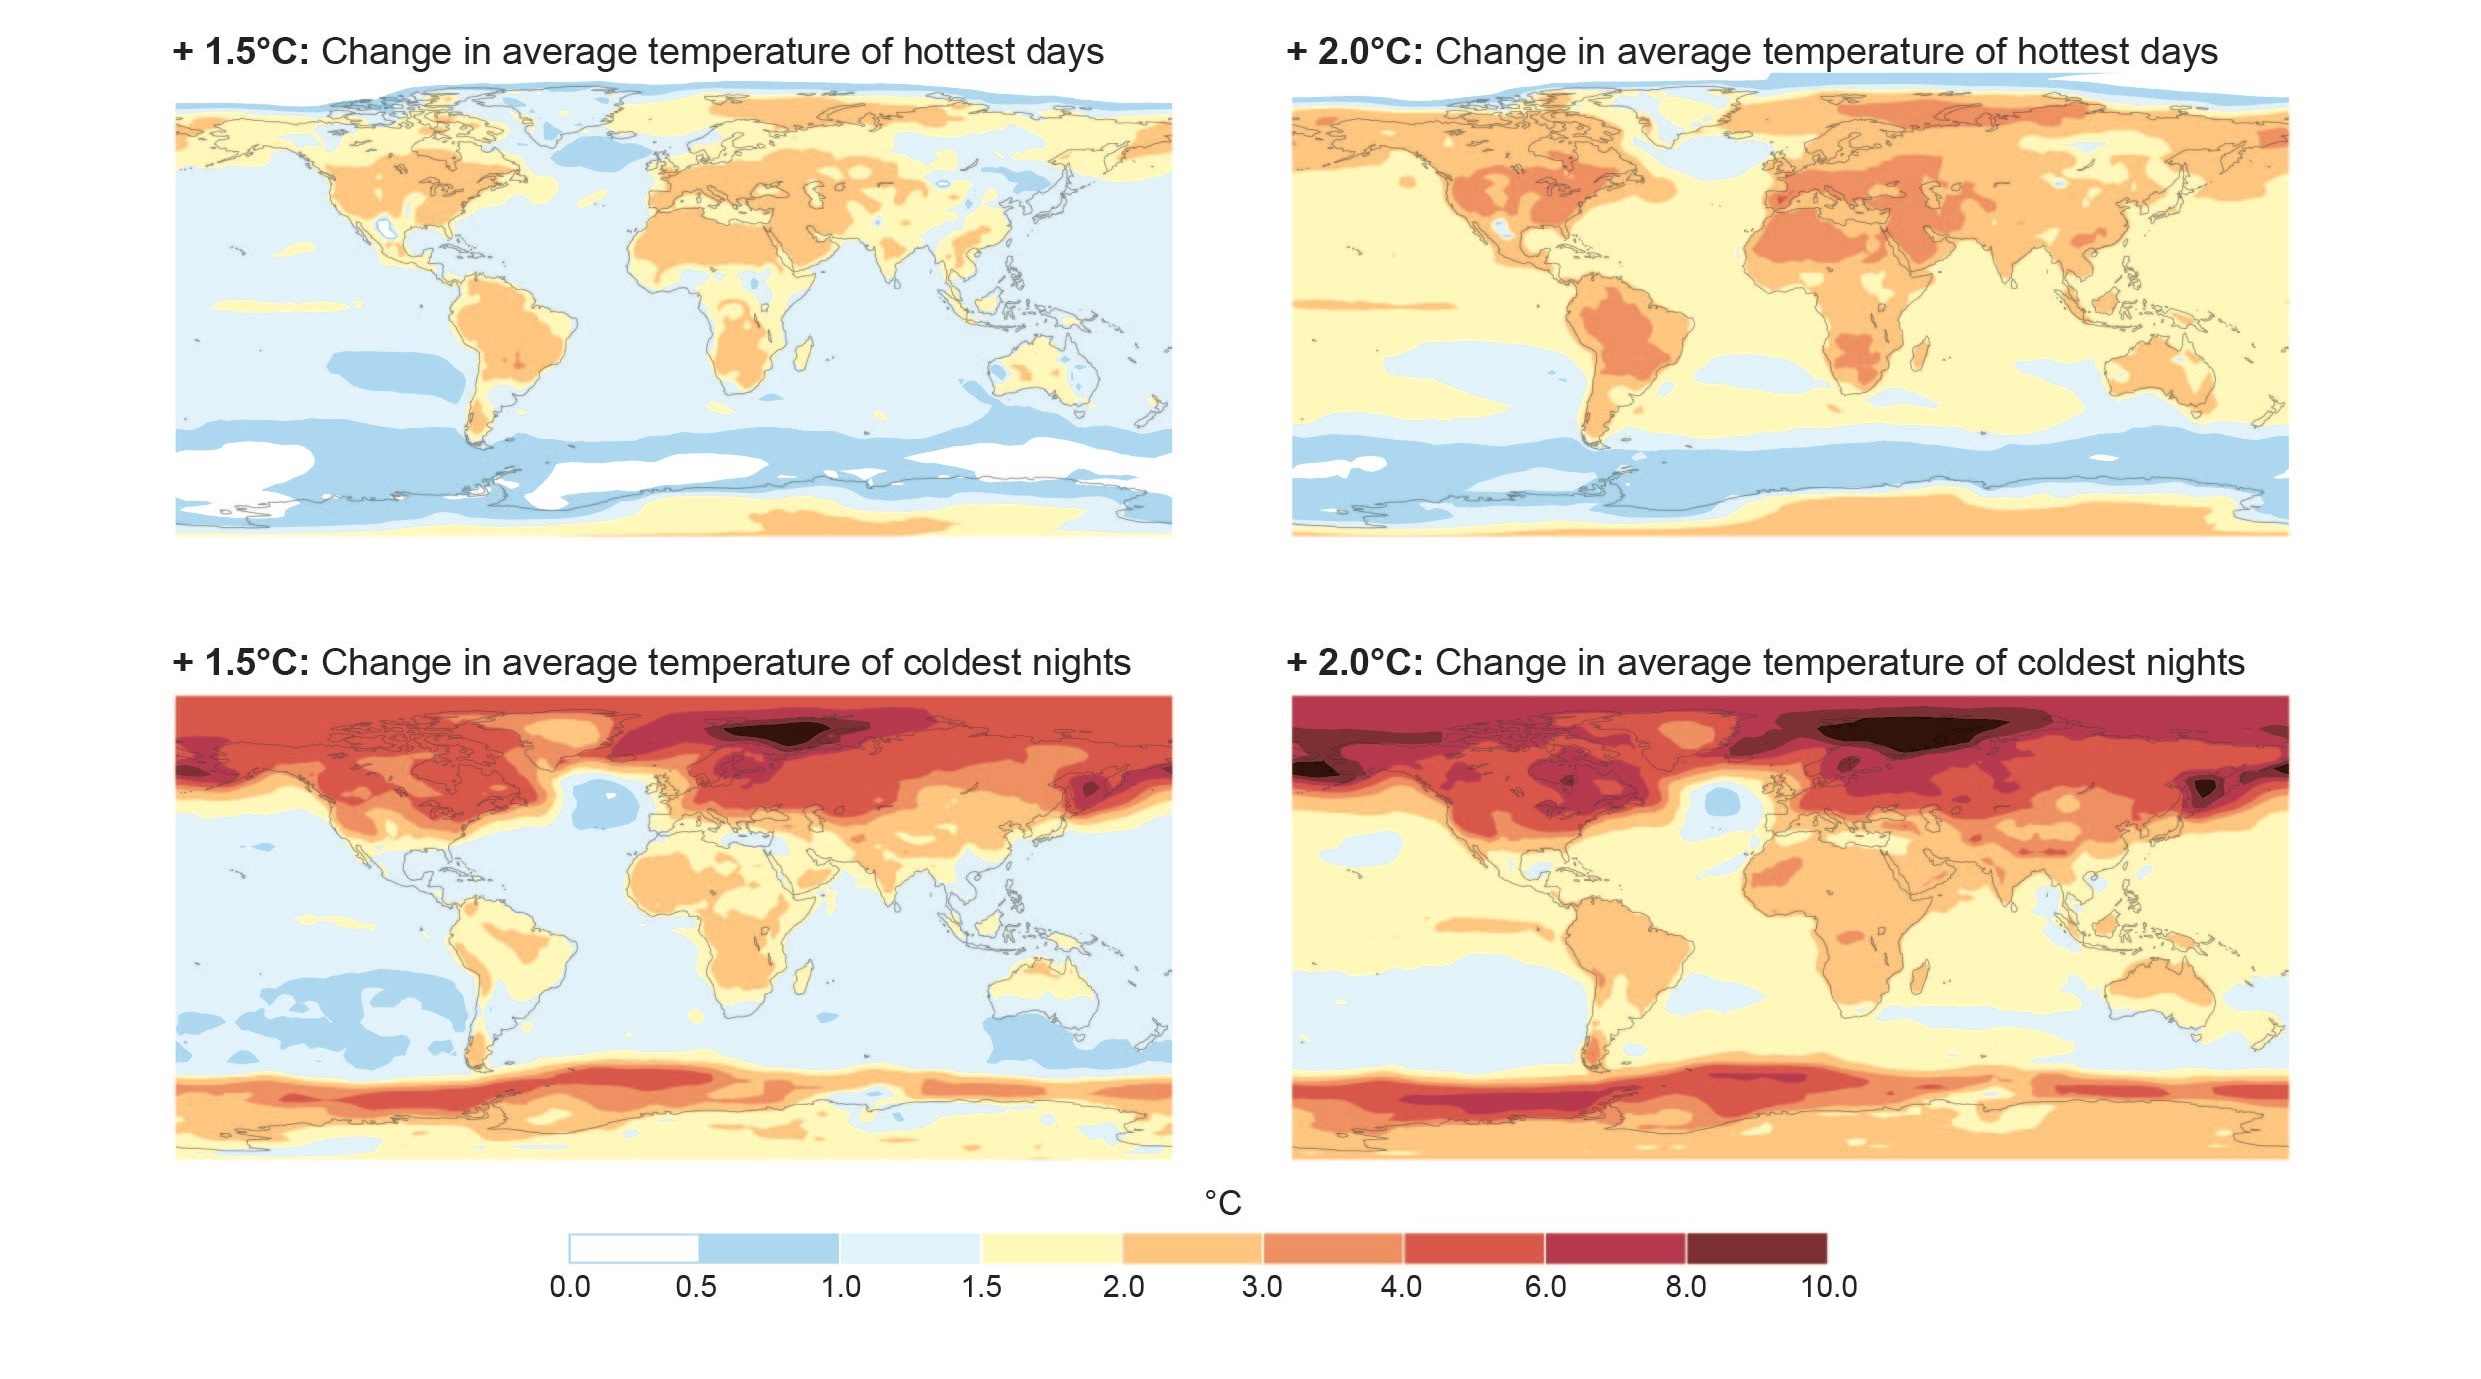 + 1.5°C: Change in average temperature of hottest days
+ 2.0°C: Change in average temperature of hottest days
+ 1.5°C: Change in average temperature of coldest nights
+ 2.0°C: Change in average temperature of coldest nights
°C
0.0 0.5 1.0 1.5 2.0 3.0 4.0 6.0 8.0 10.0